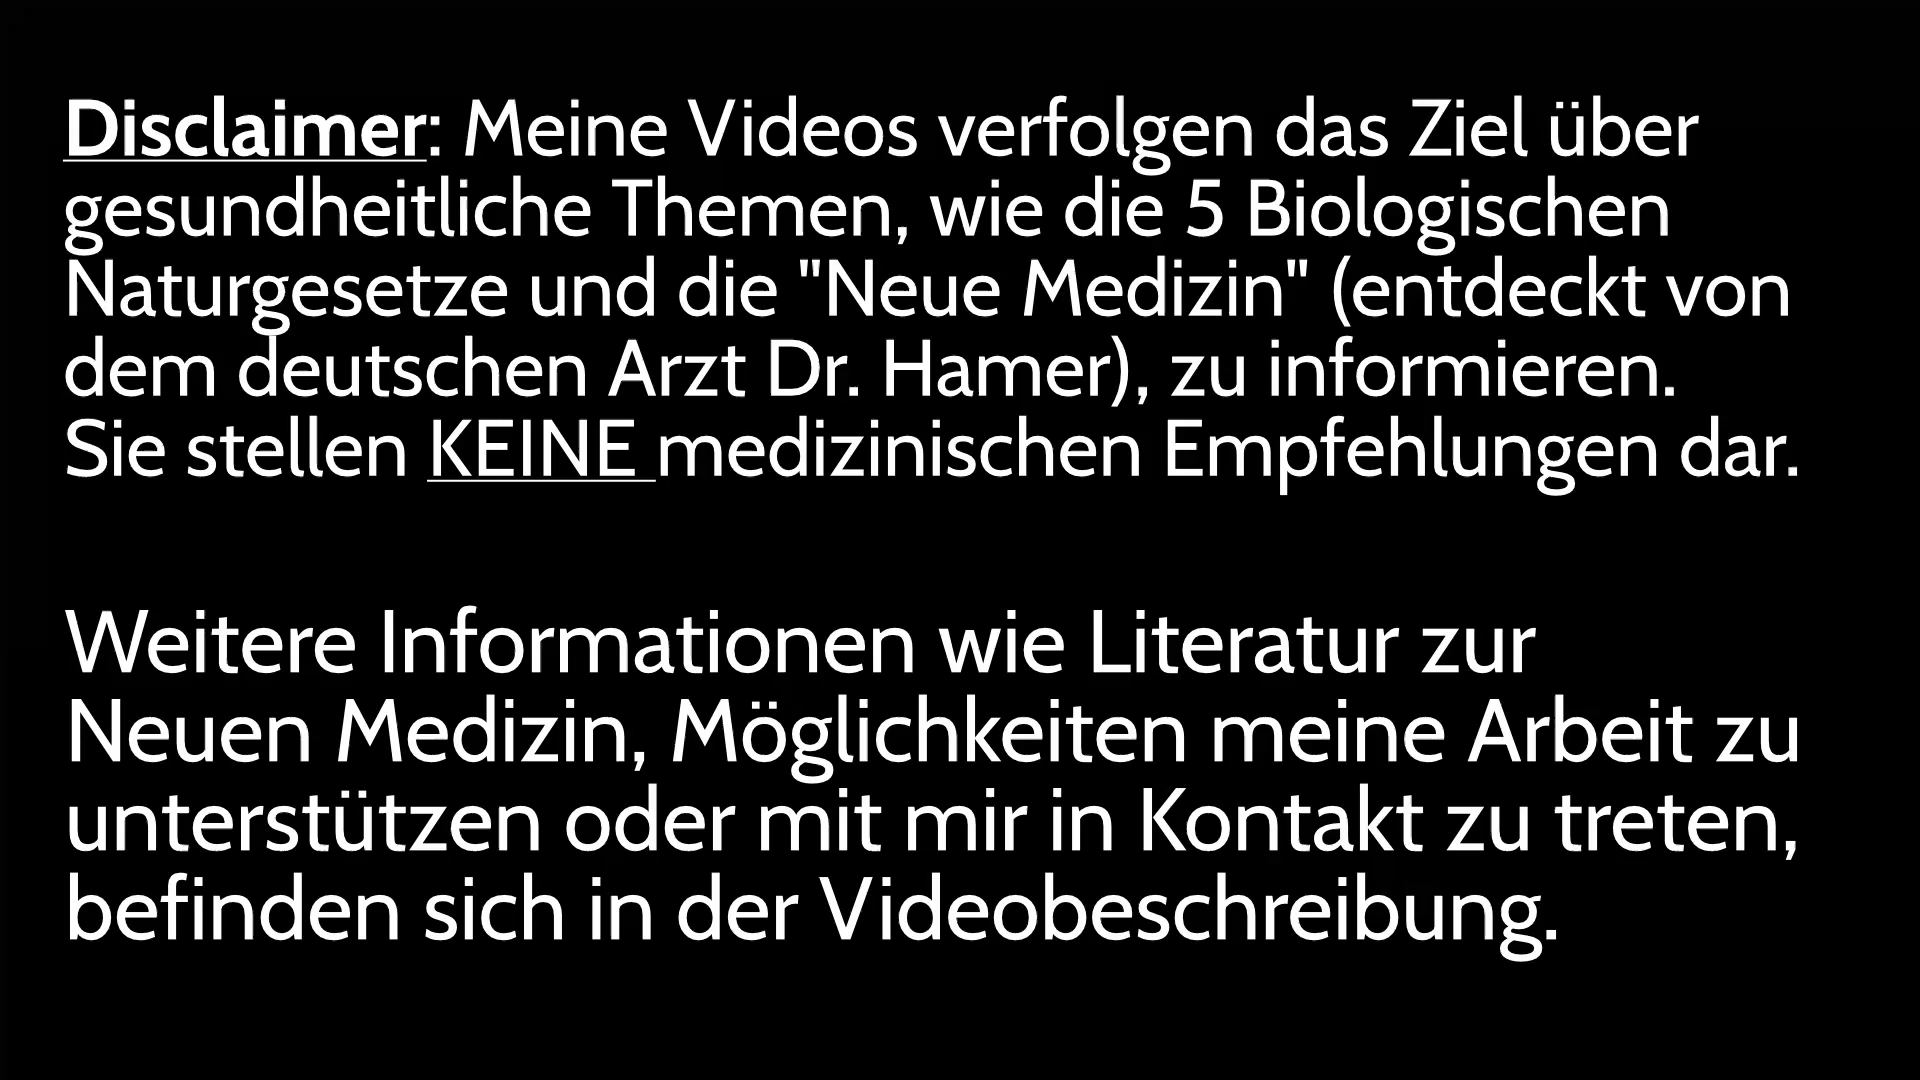 Disclaimer: Meine Videos verfolgen das Ziel über
gesundheitliche Themen, wie die 5 Biologischen
Naturgesetze und die "Neue Medizin" (entdeckt von
dem deutschen Arzt Dr. Hamer), zu informieren.
Sie stellen KEINE medizinischen Empfehlungen dar.
Weitere Informationen wie Literatur zur
Neuen Medizin, Möglichkeiten meine Arbeit zu
unterstützen oder mit mir in Kontakt zu treten,
befinden sich in der Videobeschreibung.